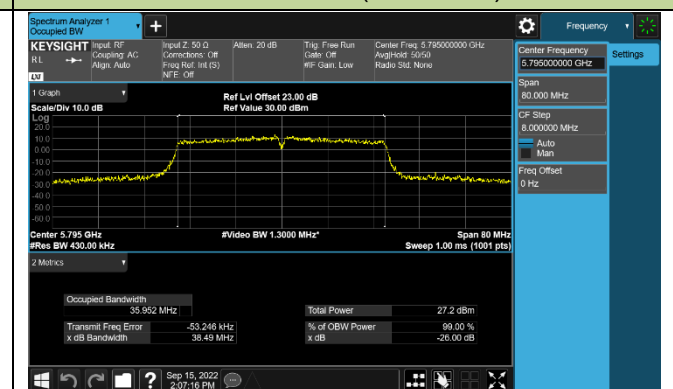 Spectrum Analyzer 1
Occupied Bandwidth
Frequency
KEYSIGHT
RL
LXI
Input: RF
Coupling: AC
Align: Auto
Input Z: 50 Ω
Corrections: Off
Freq Ref: Int (S)
NFE: Off
Atten: 20 dB
Trig: Free Run
Gate: Off
#IF Gain: Low
Center Freq: 5.795000000 GHz
Avg|Hold: 50/50
Radio Std: None
Center Frequency
5.795000000 GHz
Settings
Span
80.000 MHz
CF Step
8.000000 MHz
Auto
Man
Freq Offset
0 Hz
1 Graph
Scale/Div 10.0 dB
Ref Lvl Offset 23.00 dB
Ref Value 30.00 dBm
Log
20.0
10.0
0.00
-10.0
-20.0
-30.0
-40.0
-50.0
-60.0
Center 5.795 GHz
#Video BW 1.3000 MHz*
Span 80 MHz
#Res BW 430.00 kHz
Sweep 1.00 ms (1001 pts)
2 Metrics
Occupied Bandwidth
35.952 MHz
Total Power 27.2 dBm
Transmit Freq Error -53.246 kHz
% of OBW Power 99.00 %
x dB Bandwidth 38.49 MHz
x dB -26.00 dB
?
Sep 15, 2022
2:07:16 PM